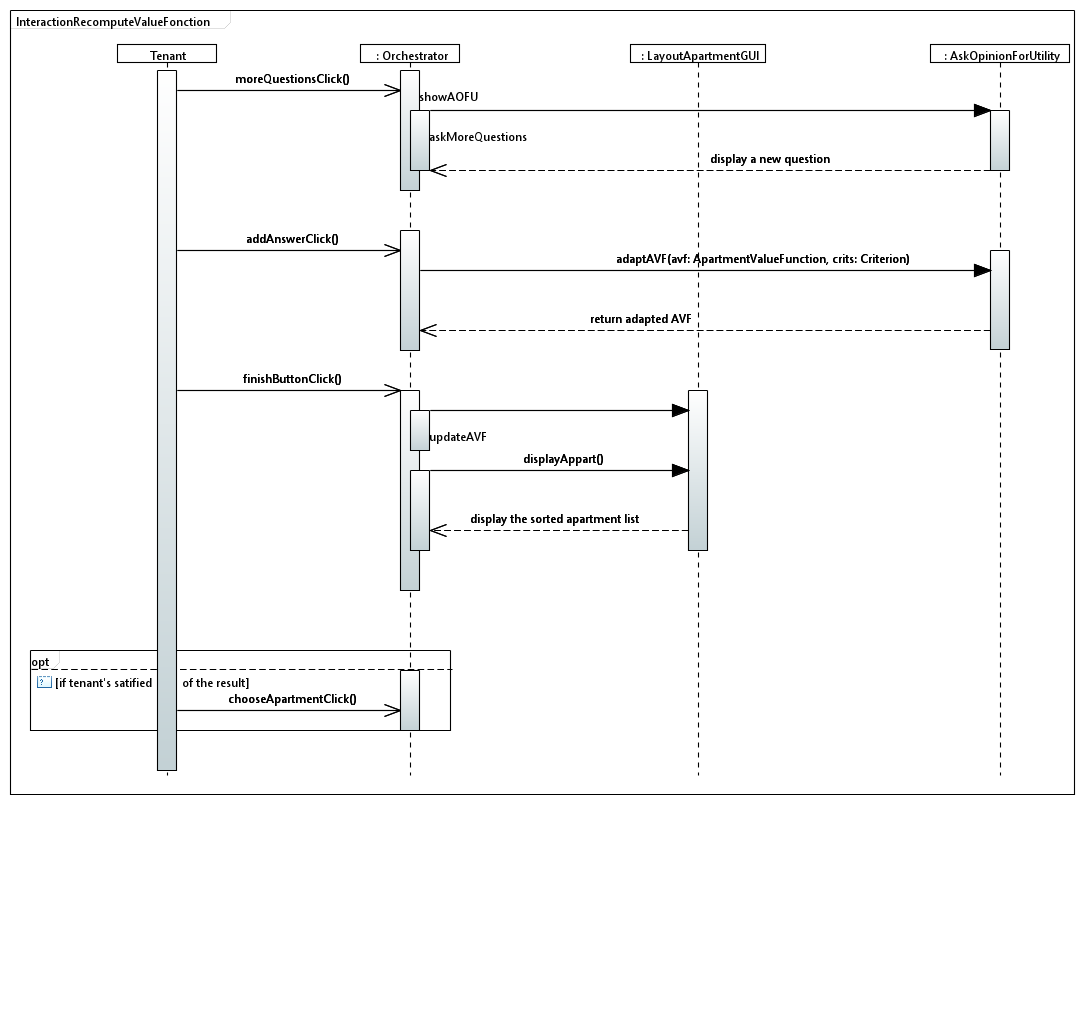 InteractionRecomputeValueFonction
Tenant
: Orchestrator
: LayoutApartmentGUI
: AskOpinionForUtility
moreQuestionsClick()
showAOFU
askMoreQuestions
display a new question
addAnswerClick()
adaptAVF(avf: ApartmentValueFunction, crits: Criterion)
return adapted AVF
finishButtonClick()
updateAVF
displayAppart()
display the sorted apartment list
opt
[if tenant's satified of the result]
chooseApartmentClick()